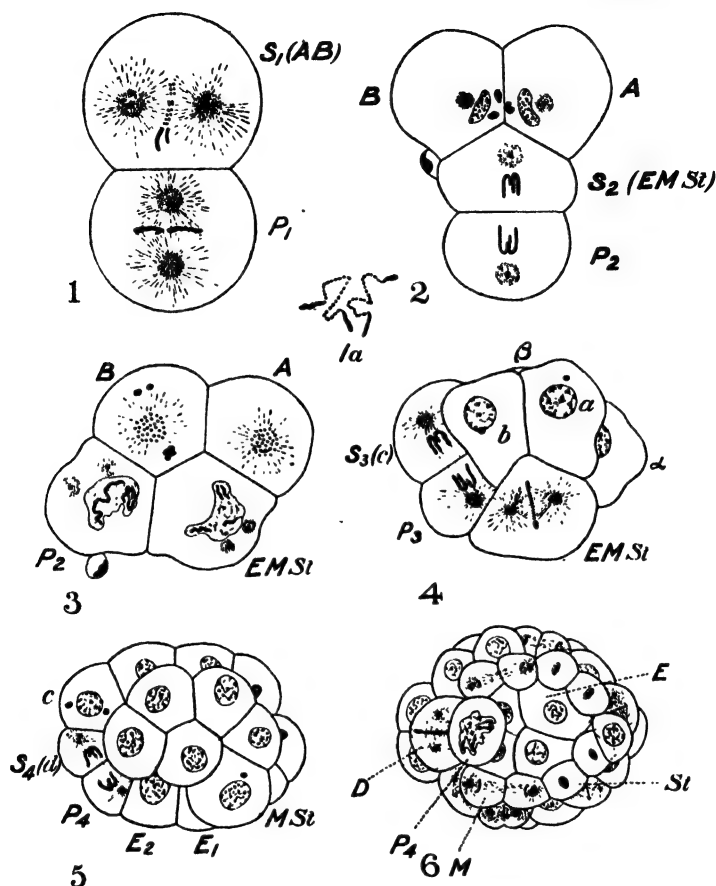 S₁(AB)
P₁
1
B
A
S₂ (EMSt)
P₂
2
1a
B
A
P₂
EMSt
3
β
a
b
S₃(c)
α
P₃
EMSt
4
c
S₄(d)
P₄
E₂
E₁
MSt
5
E
D
St
P₄
M
6